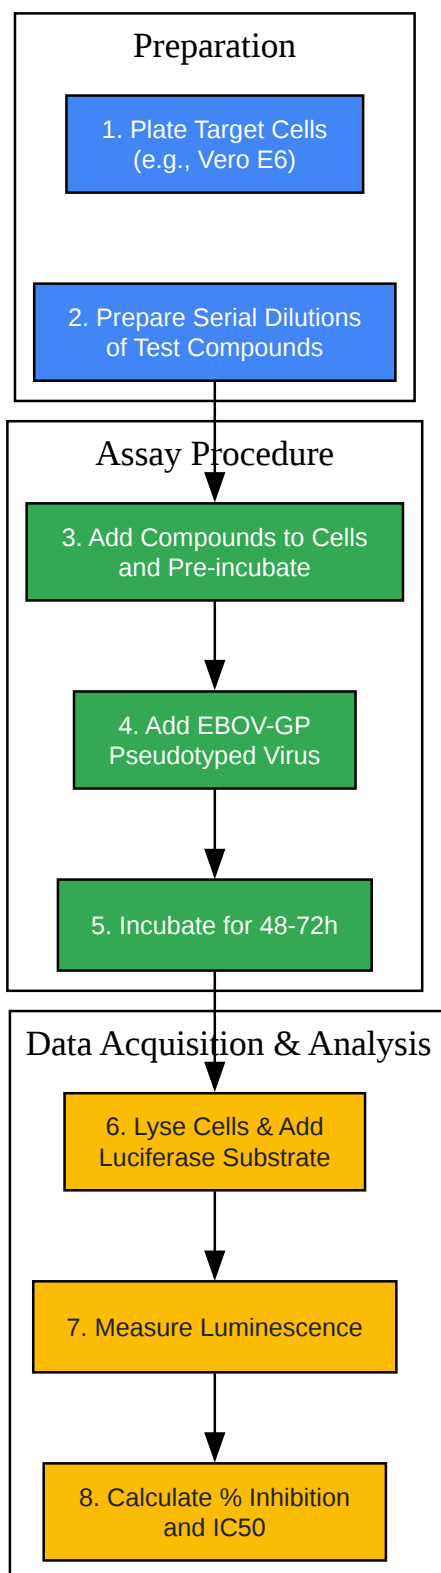 Preparation
1. Plate Target Cells
(e.g., Vero E6)
2. Prepare Serial Dilutions
of Test Compounds
Assay Procedure
3. Add Compounds to Cells
and Pre-incubate
4. Add EBOV-GP
Pseudotyped Virus
5. Incubate for 48-72h
Data Acquisition & Analysis
6. Lyse Cells & Add
Luciferase Substrate
7. Measure Luminescence
8. Calculate % Inhibition
and IC50